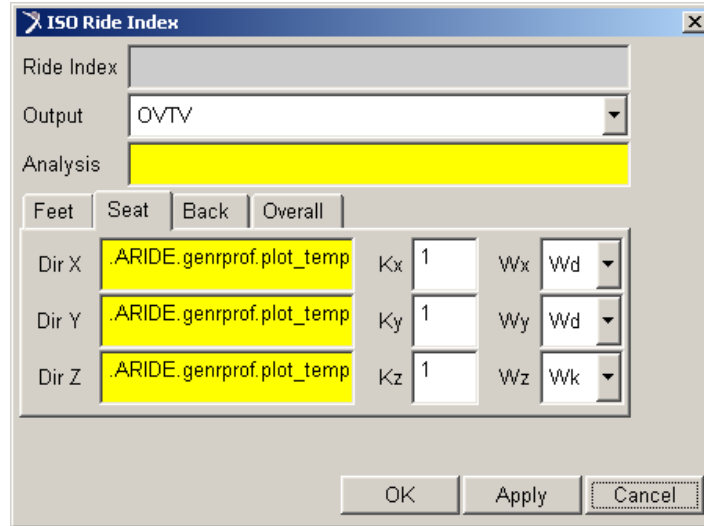 ISO Ride Index
Ride Index
Output OVTV
Analysis
Feet Seat Back Overall
Dir X .ARIDE.genrprof.plot_temp Kx 1 Wx Wd
Dir Y .ARIDE.genrprof.plot_temp Ky 1 Wy Wd
Dir Z .ARIDE.genrprof.plot_temp Kz 1 Wz Wk
OK Apply Cancel